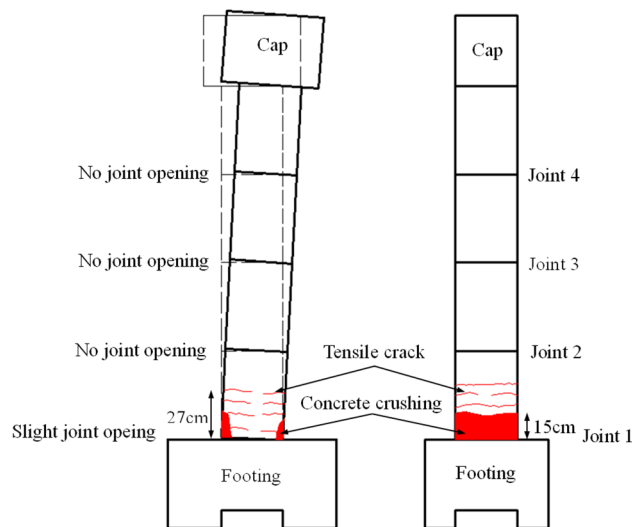 Cap
Cap
No joint opening
Joint 4
No joint opening
Joint 3
No joint opening
Tensile crack
Joint 2
27cm
Concrete crushing
15cm
Slight joint opeing
Joint 1
Footing
Footing